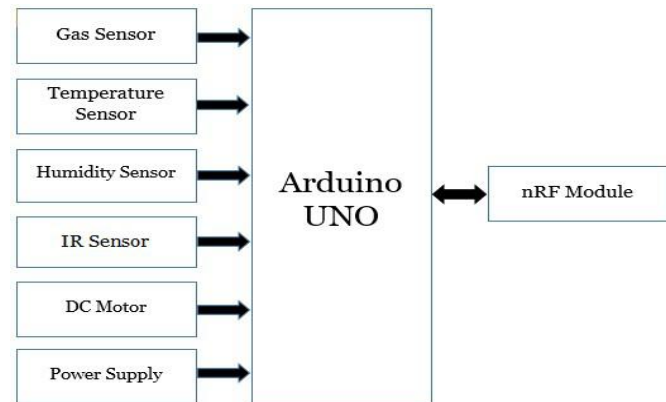 Gas Sensor
Temperature
Sensor
Humidity Sensor
IR Sensor
DC Motor
Power Supply
Arduino
UNO
nRF Module